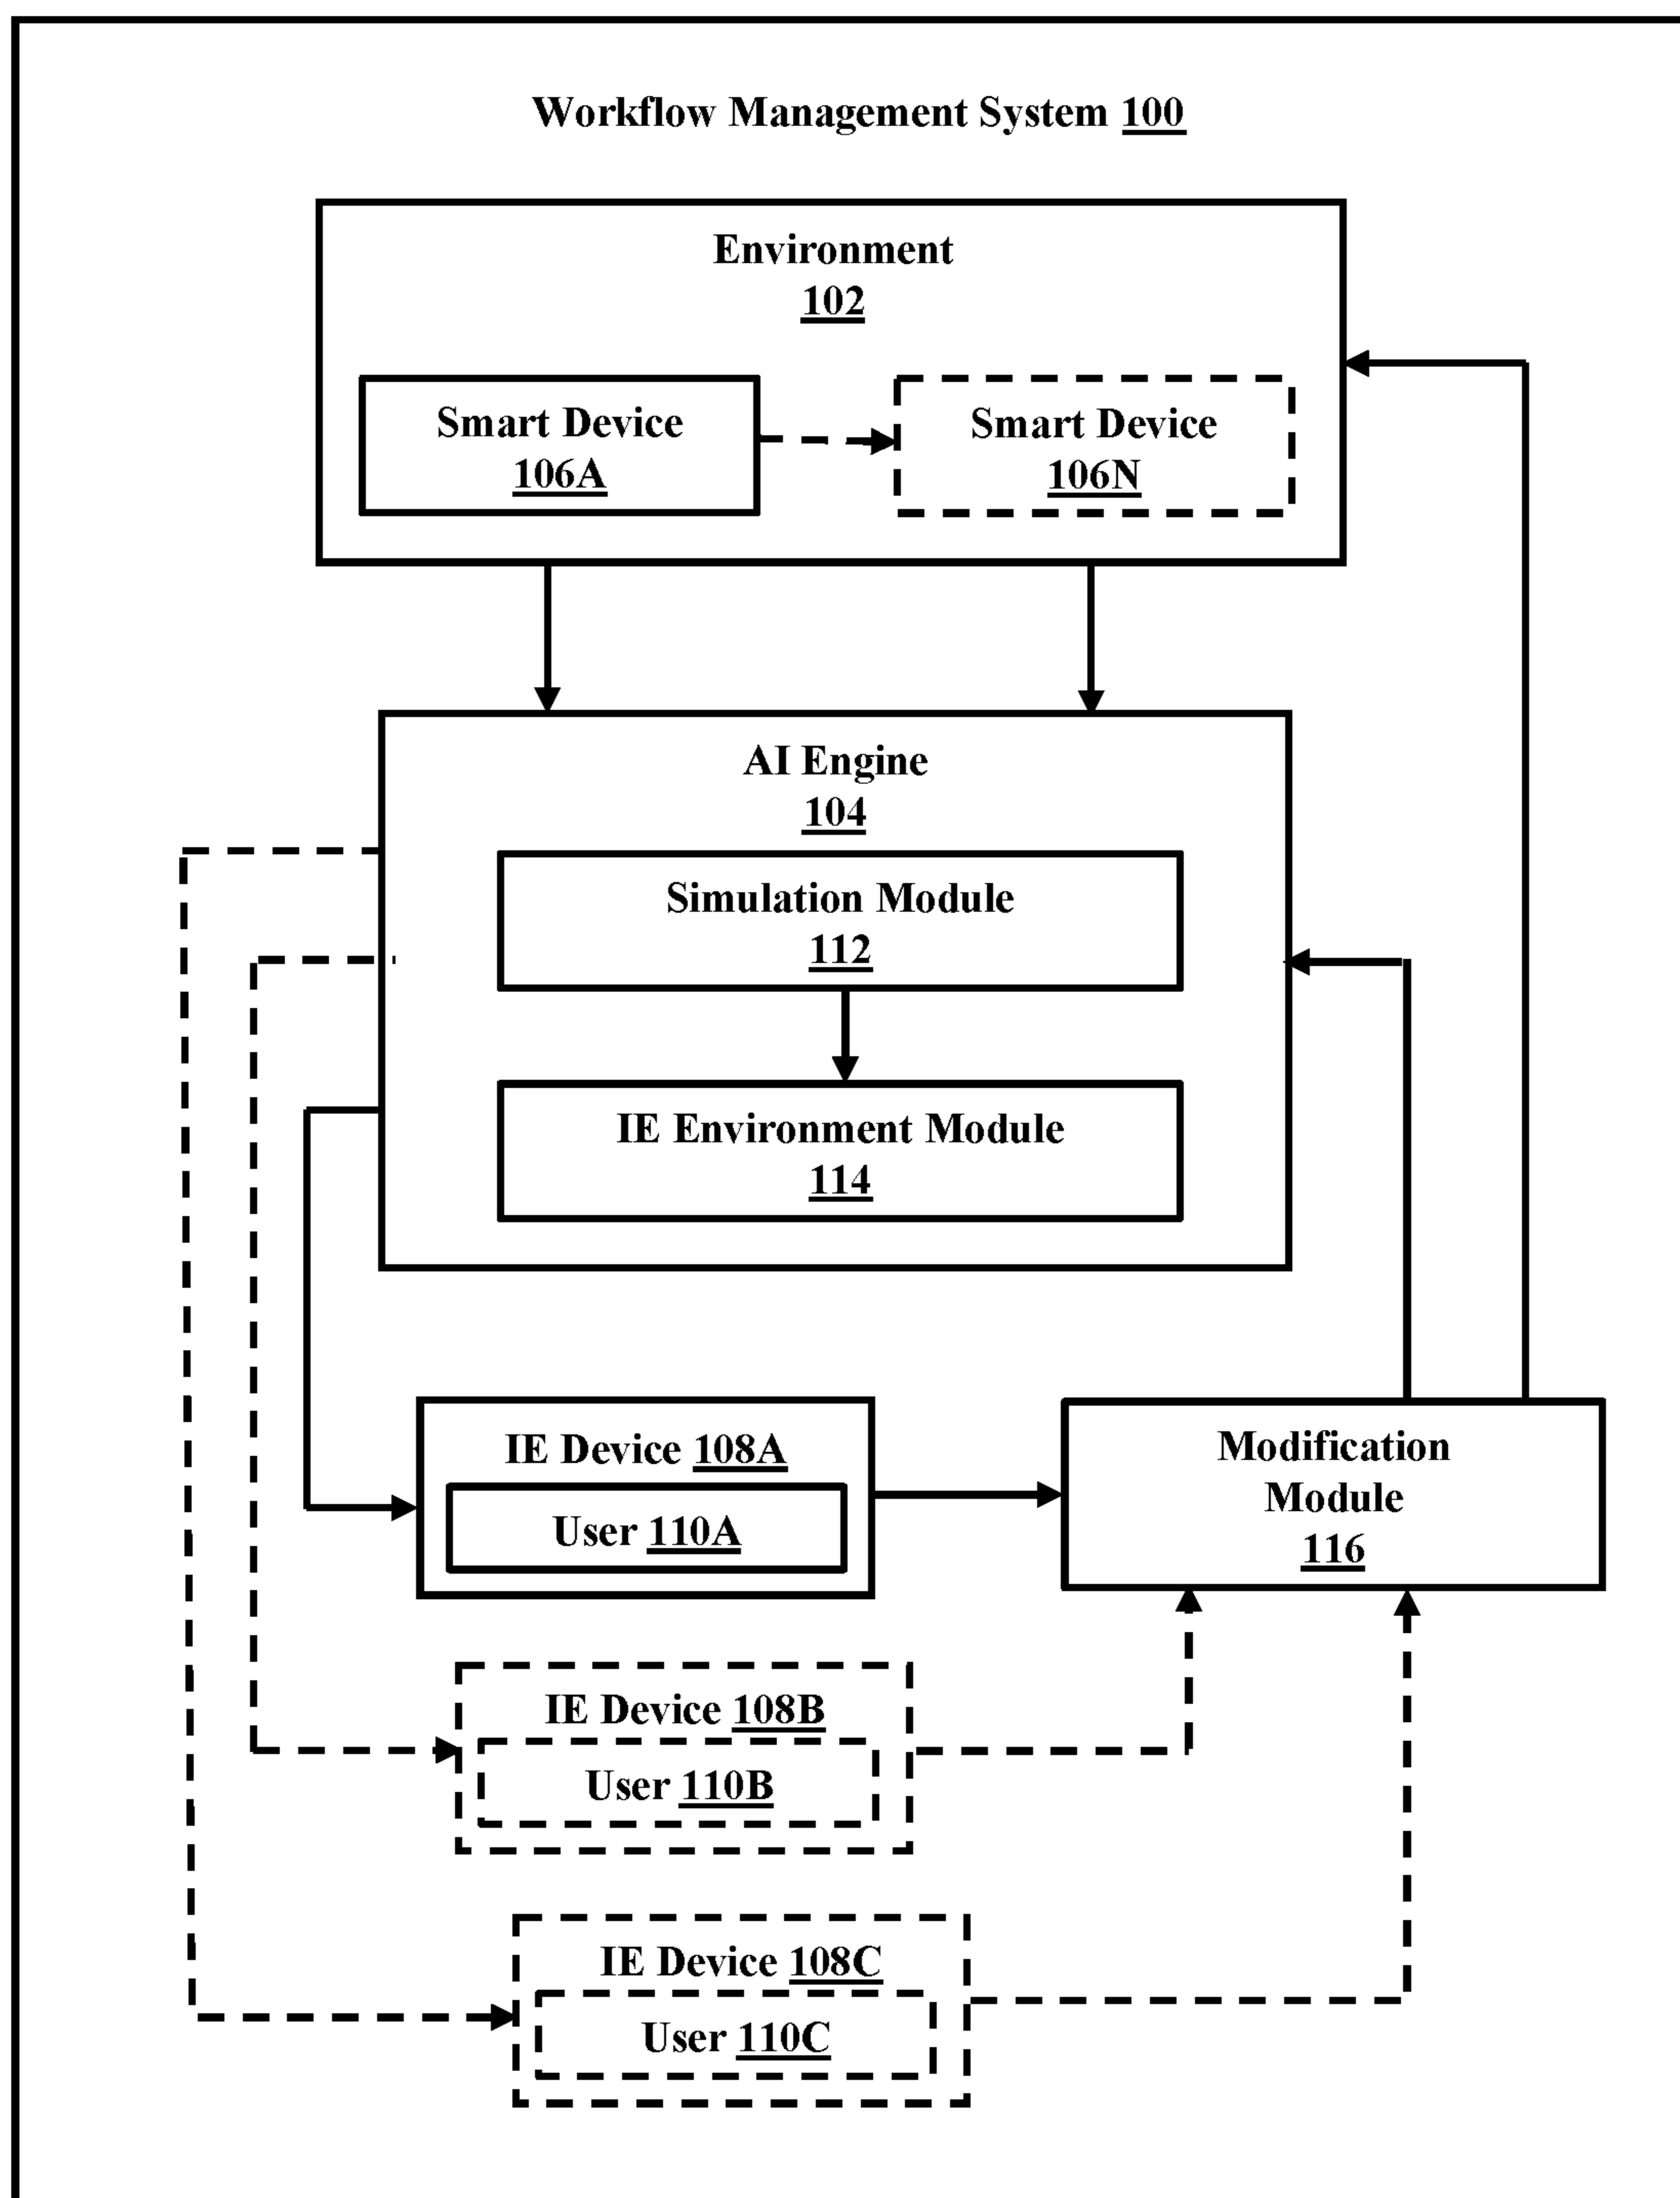 Workflow Management System 100
Environment
102
Smart Device
106A
Smart Device
106N
AI Engine
104
Simulation Module
112
IE Environment Module
114
IE Device 108A
User 110A
Modification
Module
116
IE Device 108B
User 110B
IE Device 108C
User 110C